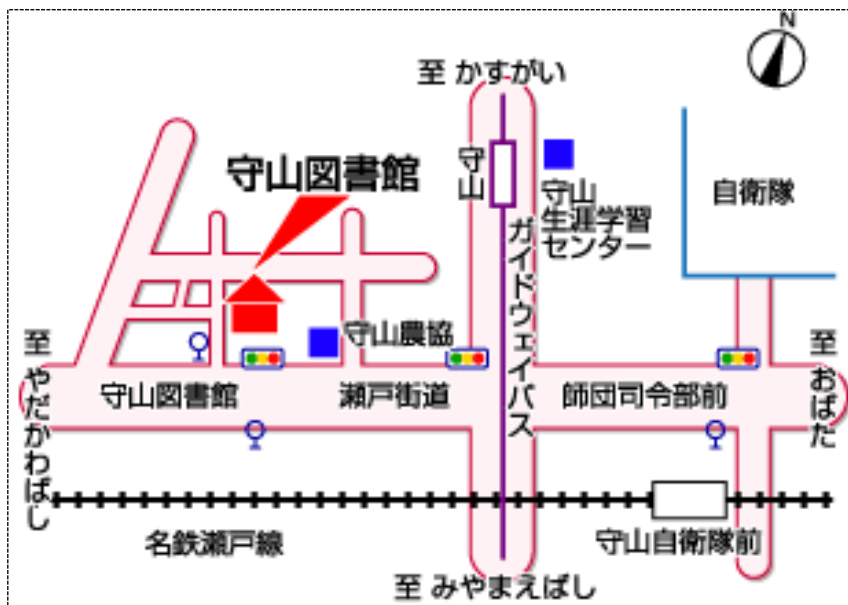 N
至 かすがい
守山図書館
守山
守山
生涯学習
センター
自衛隊
ガイドウェイバス
守山農協
至 やだかわばし
守山図書館
瀬戸街道
師団司令部前
至 おばた
名鉄瀬戸線
守山自衛隊前
至 みやまえばし